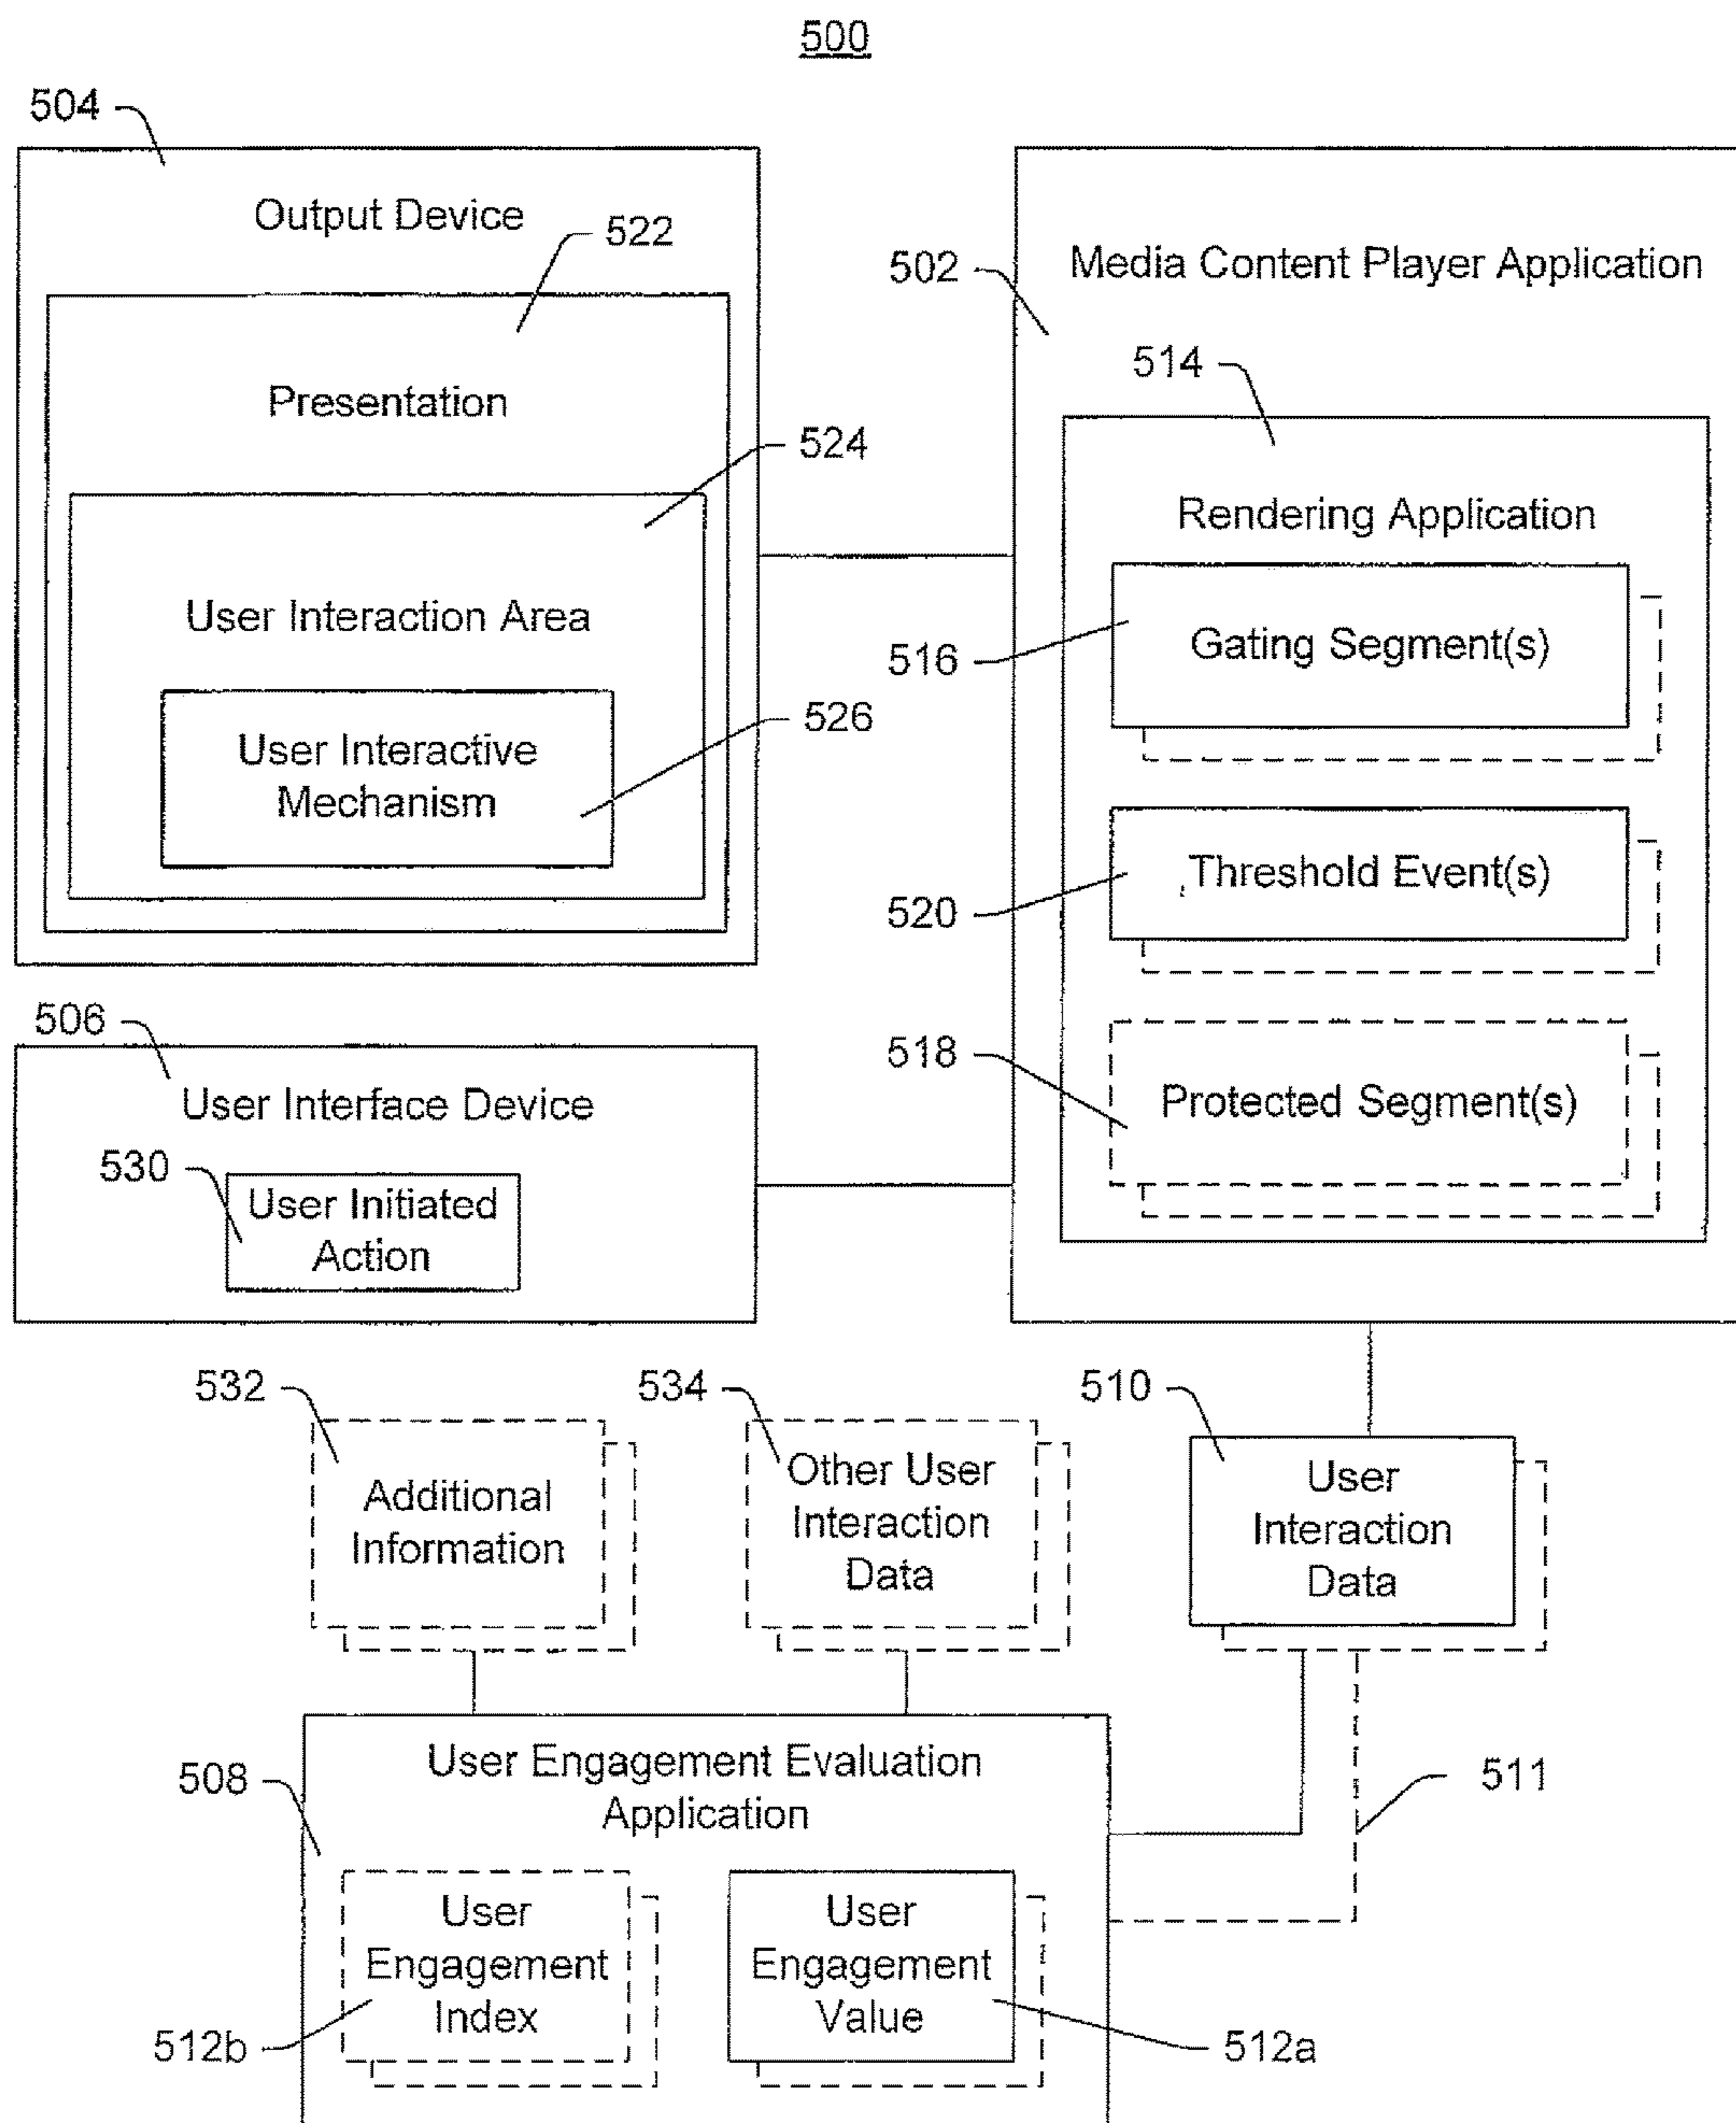 500
504
Output Device
522
Presentation
524
User Interaction Area
User Interactive
Mechanism
526
502
Media Content Player Application
514
Rendering Application
516
Gating Segment(s)
520
Threshold Event(s)
518
Protected Segment(s)
506
User Interface Device
530
User Initiated
Action
532
Additional
Information
534
Other User
Interaction
Data
510
User
Interaction
Data
511
508
User Engagement Evaluation
Application
User
Engagement
Index
512b
User
Engagement
Value
512a